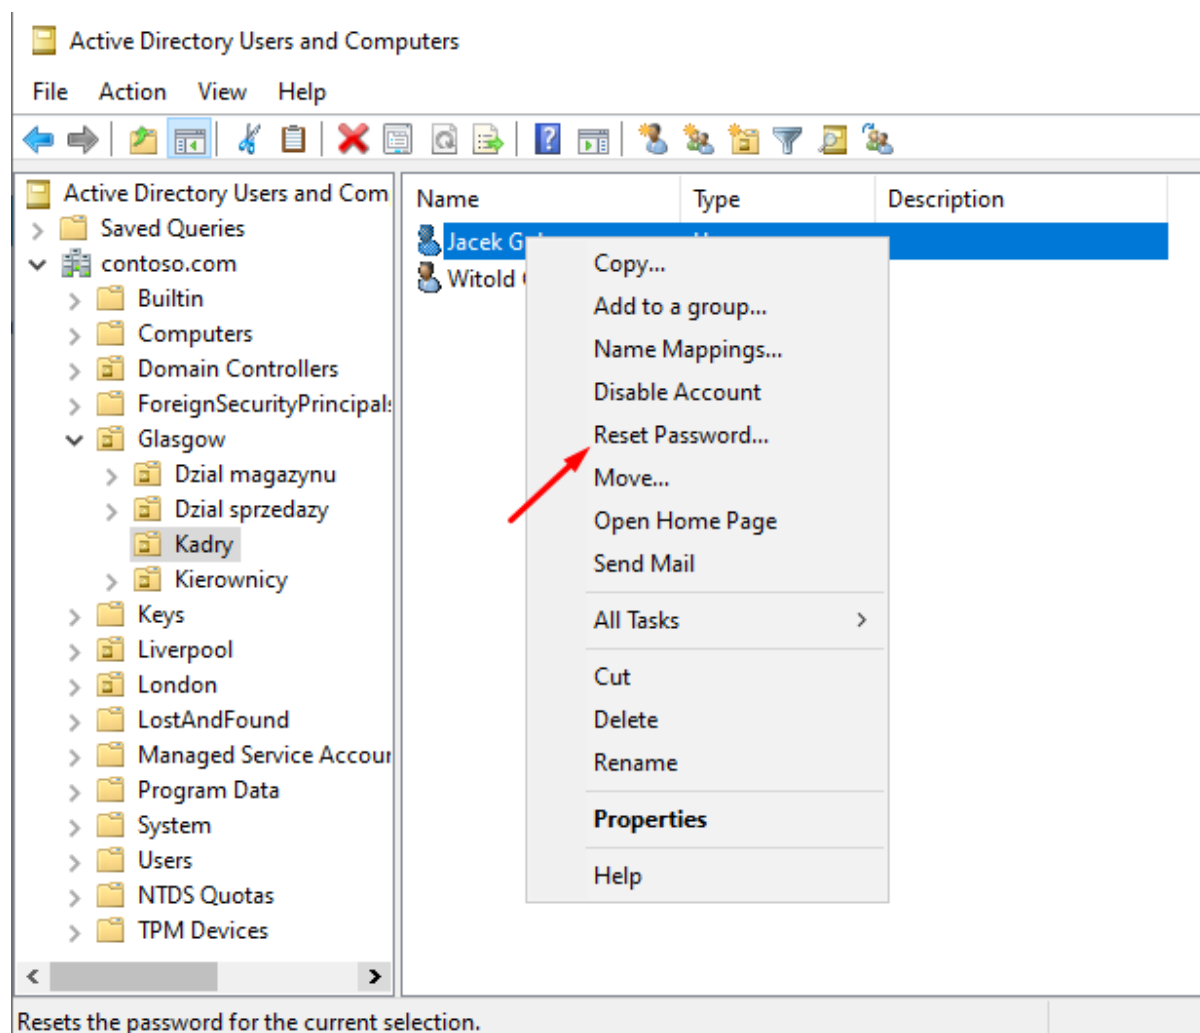 Active Directory Users and Computers
File Action View Help
Active Directory Users and Com
Name Type Description
Saved Queries
contoso.com
Builtin
Computers
Domain Controllers
ForeignSecurityPrincipals
Glasgow
Dzial magazynu
Dzial sprzedazy
Kadry
Kierownicy
Keys
Liverpool
London
LostAndFound
Managed Service Accour
Program Data
System
Users
NTDS Quotas
TPM Devices
Jacek G
Witold
Copy...
Add to a group...
Name Mappings...
Disable Account
Reset Password...
Move...
Open Home Page
Send Mail
All Tasks
Cut
Delete
Rename
Properties
Help
Resets the password for the current selection.